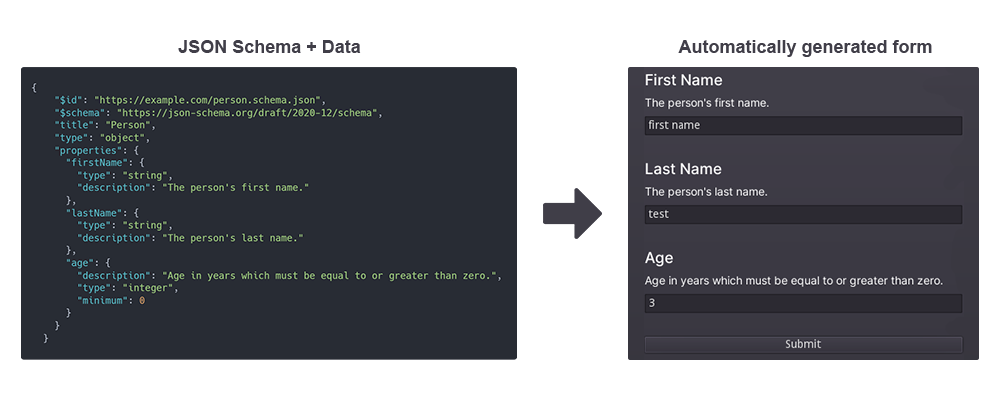 JSON Schema + Data
{
    "$id": "https://example.com/person.schema.json",
    "$schema": "https://json-schema.org/draft/2020-12/schema",
    "title": "Person",
    "type": "object",
    "properties": {
      "firstName": {
        "type": "string",
        "description": "The person's first name."
      },
      "lastName": {
        "type": "string",
        "description": "The person's last name."
      },
      "age": {
        "description": "Age in years which must be equal to or greater than zero.",
        "type": "integer",
        "minimum": 0
      }
    }
  }
Automatically generated form
First Name
The person's first name.
first name
Last Name
The person's last name.
test
Age
Age in years which must be equal to or greater than zero.
3
Submit